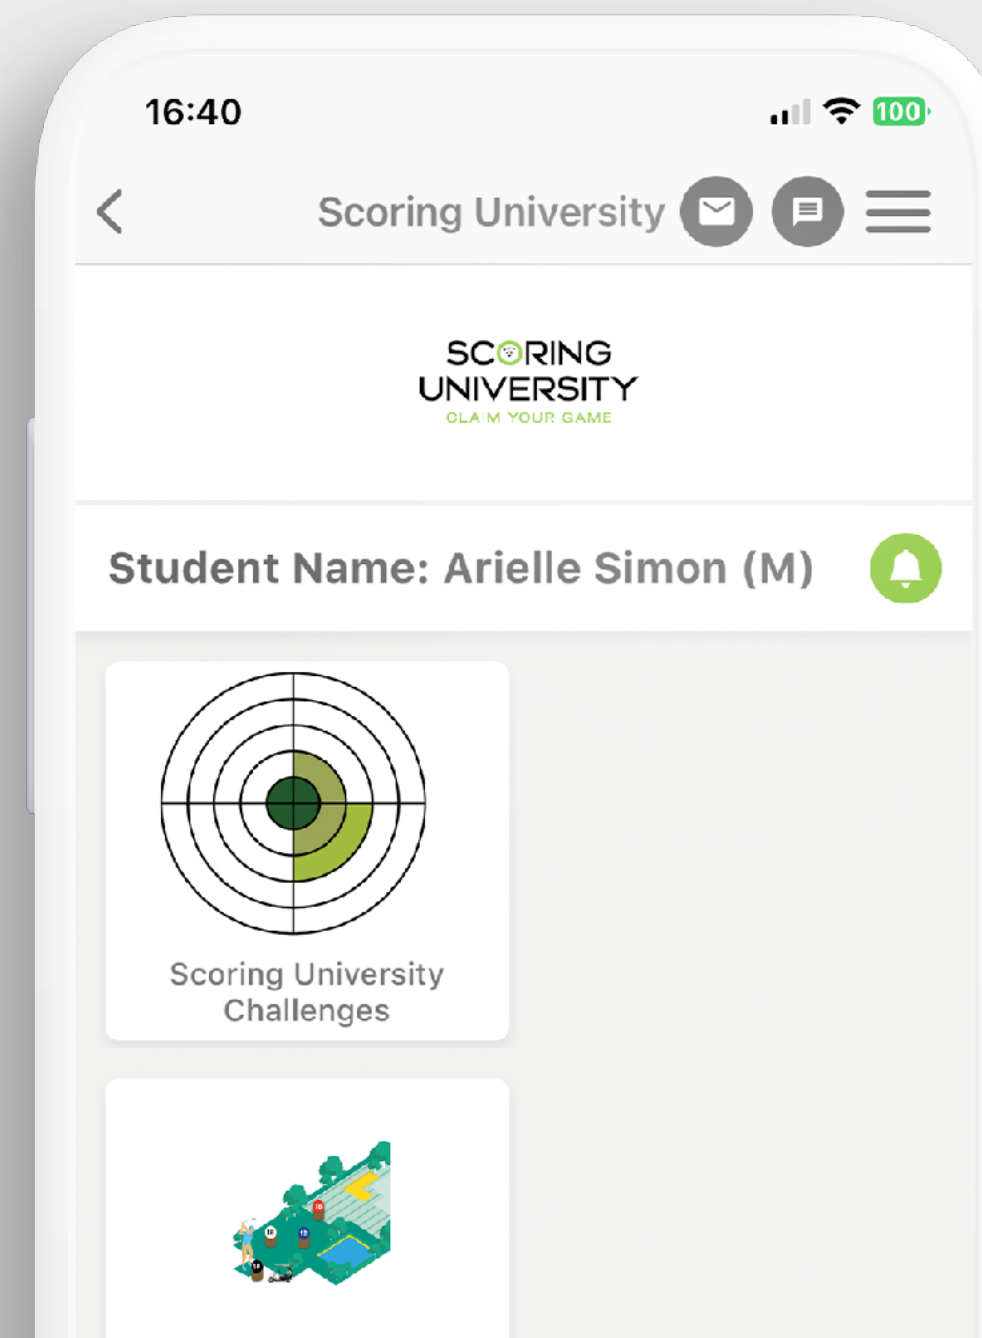 16:40
100
Scoring University
SCORING
UNIVERSITY
CLAIM YOUR GAME
Student Name: Arielle Simon (M)
Scoring University
Challenges